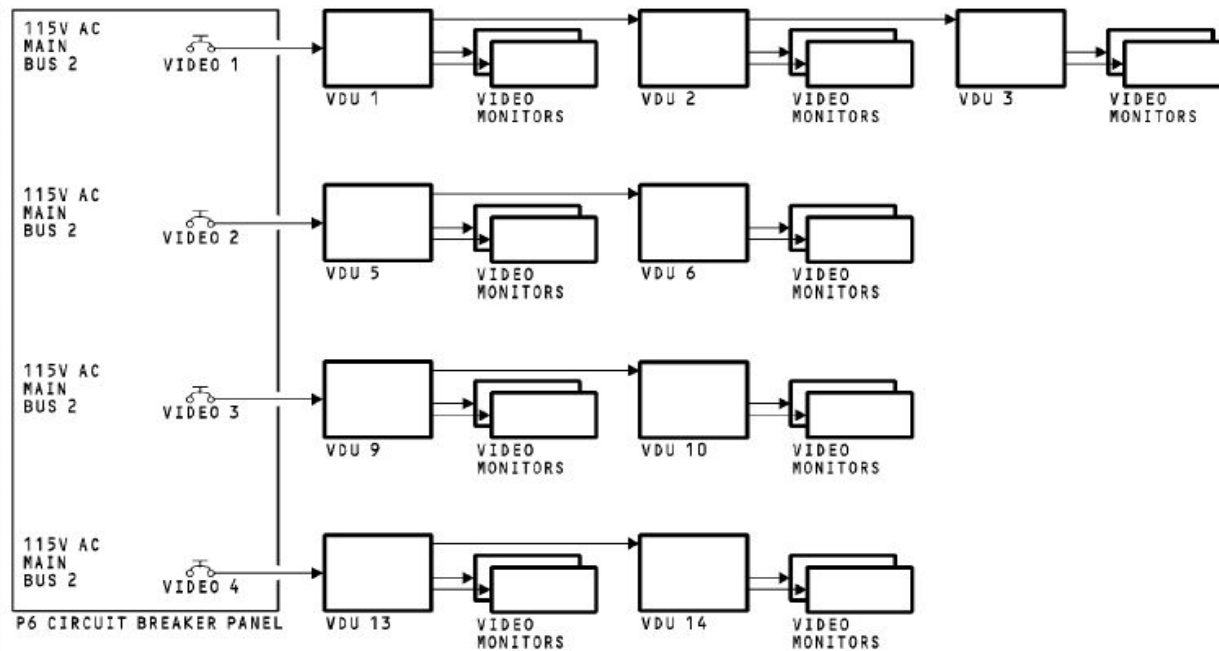 115V AC
MAIN
BUS 2
VIDEO 1
VDU 1
VIDEO
MONITORS
VDU 2
VIDEO
MONITORS
VDU 3
VIDEO
MONITORS
115V AC
MAIN
BUS 2
VIDEO 2
VDU 5
VIDEO
MONITORS
VDU 6
VIDEO
MONITORS
115V AC
MAIN
BUS 2
VIDEO 3
VDU 9
VIDEO
MONITORS
VDU 10
VIDEO
MONITORS
115V AC
MAIN
BUS 2
VIDEO 4
P6 CIRCUIT BREAKER PANEL
VDU 13
VIDEO
MONITORS
VDU 14
VIDEO
MONITORS